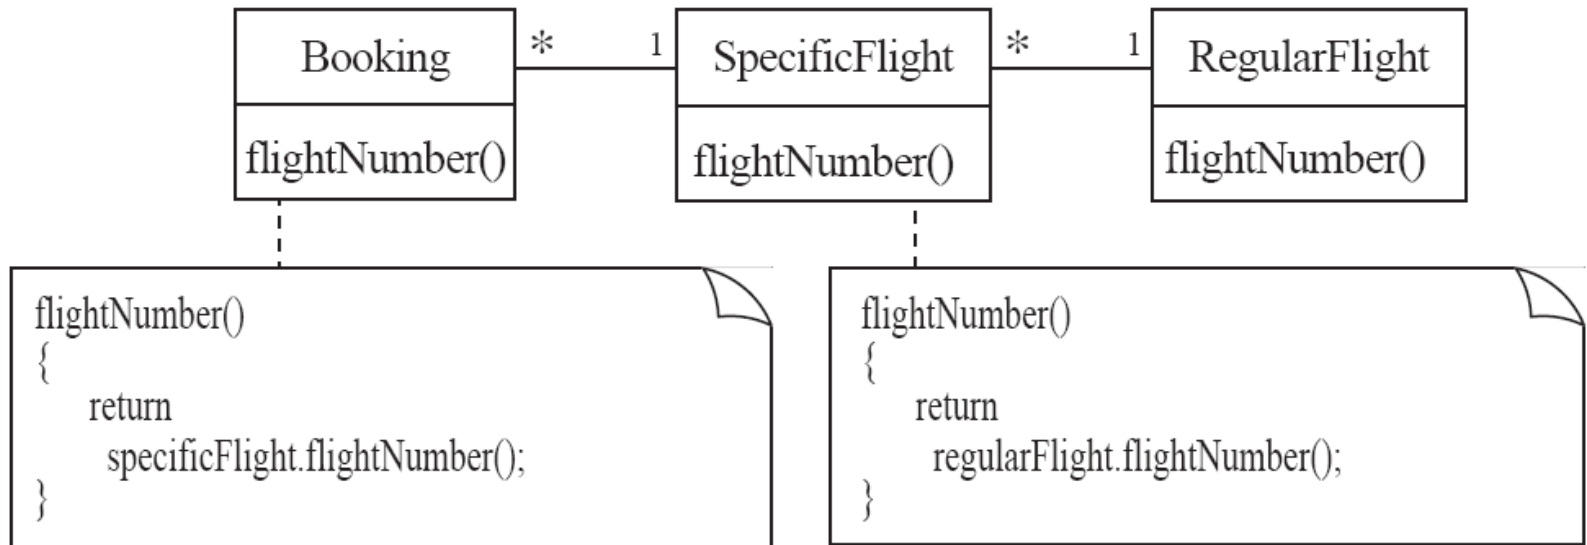 Booking
* 1
SpecificFlight
* 1
RegularFlight
flightNumber()
flightNumber()
flightNumber()
flightNumber()
{
return
specificFlight.flightNumber();
}
flightNumber()
{
return
regularFlight.flightNumber();
}